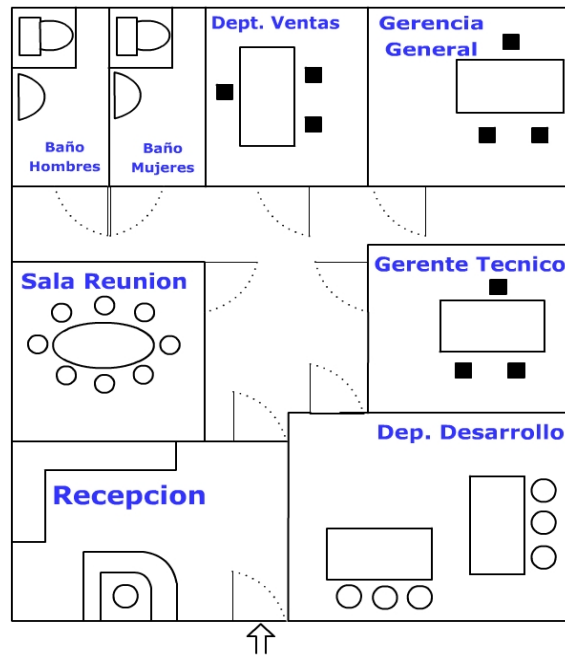 Dept. Ventas
Gerencia
General
Baño
Hombres
Baño
Mujeres
Sala Reunion
Gerente Tecnico
Dep. Desarrollo
Recepcion